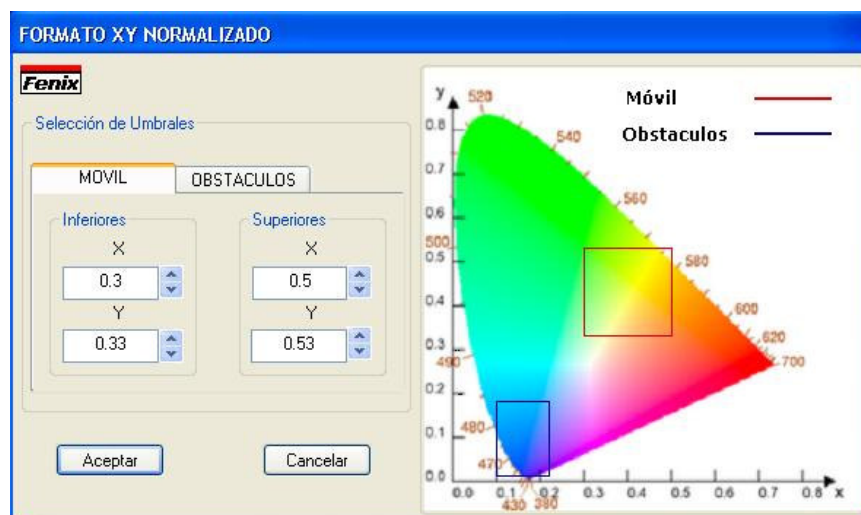 FORMATO XY NORMALIZADO
Fenix
Selección de Umbrales
MOVIL
OBSTACULOS
Inferiores
X
0.3
Y
0.33
Superiores
X
0.5
Y
0.53
Aceptar
Cancelar
Móvil
Obstaculos
y
0.8
0.7
0.6
0.5
0.4
0.3
0.2
0.1
0.0
0.0 0.1 0.2 0.3 0.4 0.5 0.6 0.7 0.8 x
520
540
560
580
600
620
700
500
490
480
470
430 380